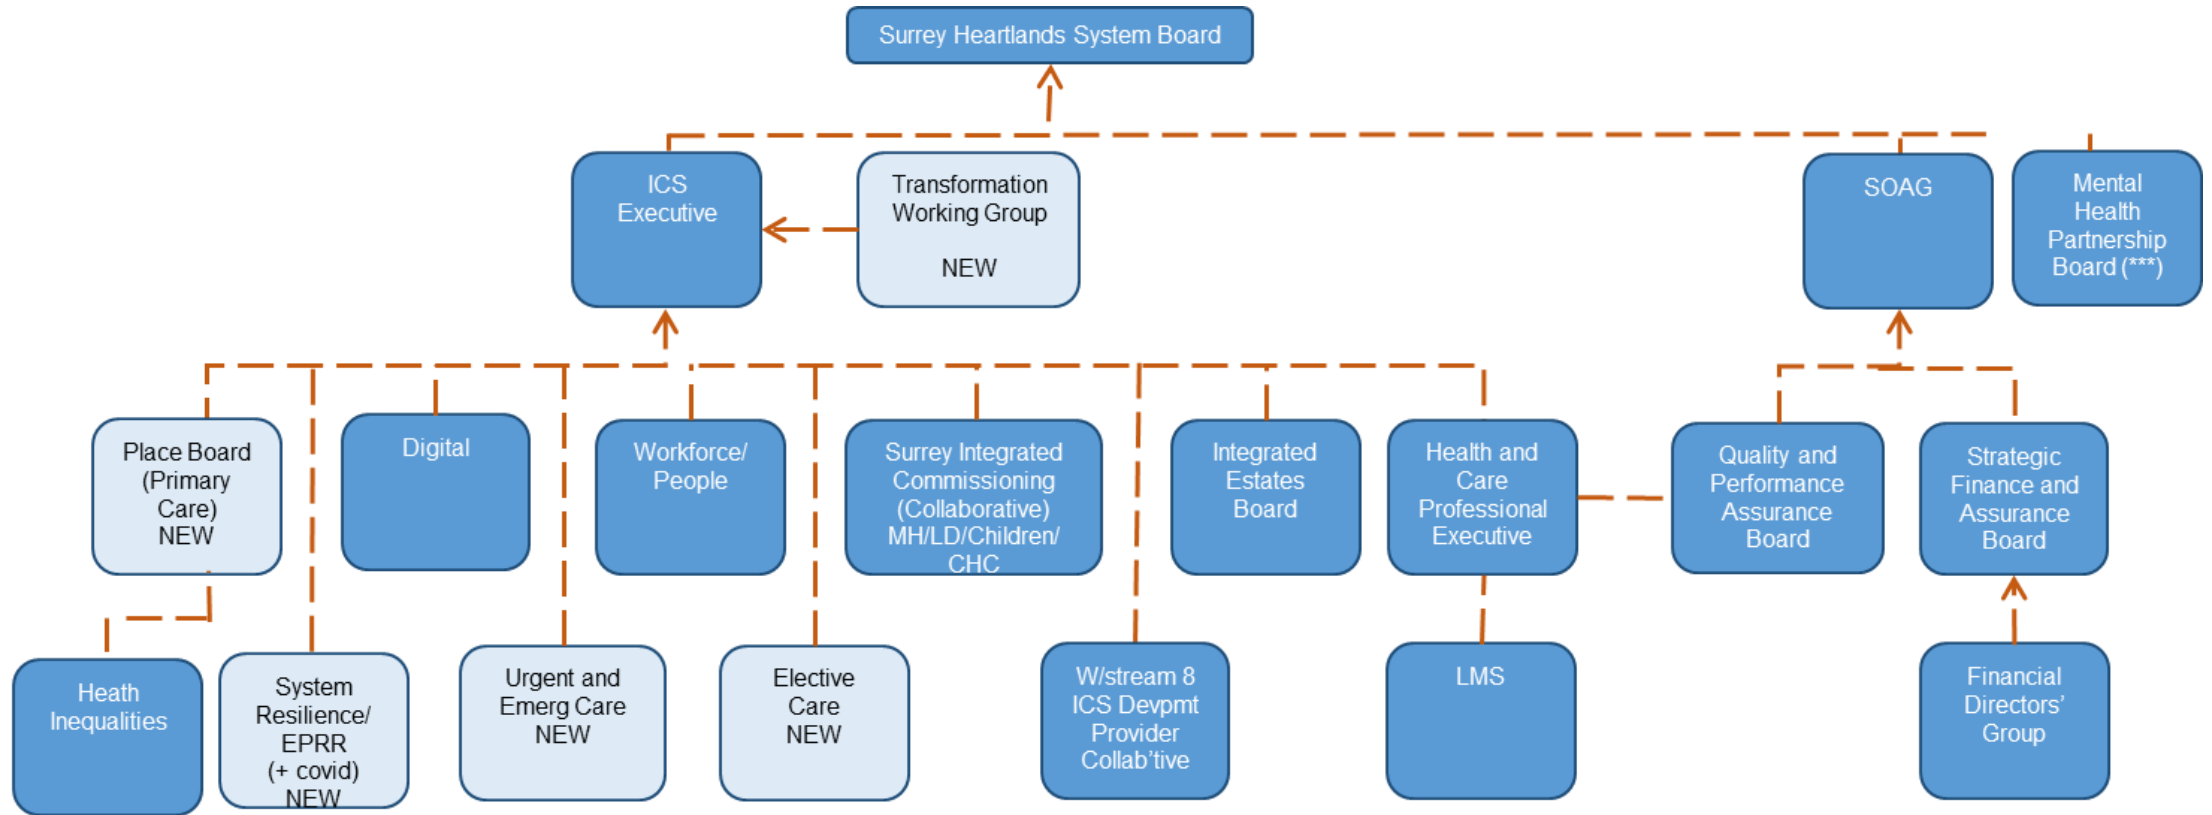 Surrey Heartlands System Board
ICS
Executive
Transformation
Working Group
NEW
SOAG
Mental
Health
Partnership
Board (***)
Place Board
(Primary
Care)
NEW
Digital
Workforce/
People
Surrey Integrated
Commissioning
(Collaborative)
MH/LD/Children/
CHC
Integrated
Estates
Board
Health and
Care
Professional
Executive
Quality and
Performance
Assurance
Board
Strategic
Finance and
Assurance
Board
Heath
Inequalities
System
Resilience/
EPRR
(+ covid)
NEW
Urgent and
Emerg Care
NEW
Elective
Care
NEW
W/stream 8
ICS Devpmt
Provider
Collab’tive
LMS
Financial
Directors’
Group